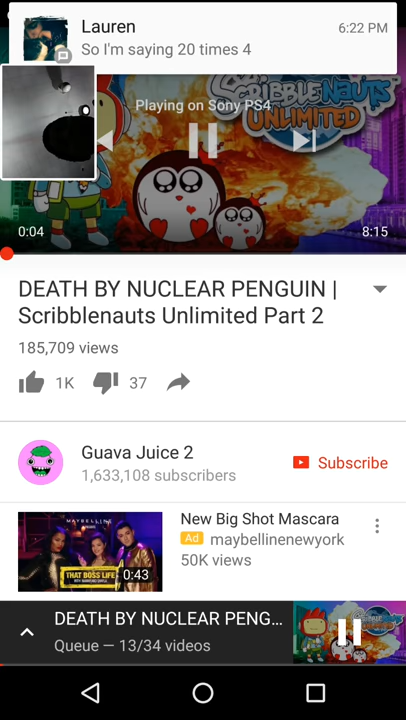 Lauren
6:22 PM
So I'm saying 20 times 4
SCRIBBLENAUTS
UNLIMITED
Playing on Sony PS4
0:04
8:15
DEATH BY NUCLEAR PENGUIN |
Scribblenauts Unlimited Part 2
185,709 views
1K
37
Guava Juice 2
1,633,108 subscribers
Subscribe
MAYBELLINE
THAT BOSS LIFE
0:43
New Big Shot Mascara
Ad maybellinenewyork
50K views
DEATH BY NUCLEAR PENG...
Queue — 13/34 videos